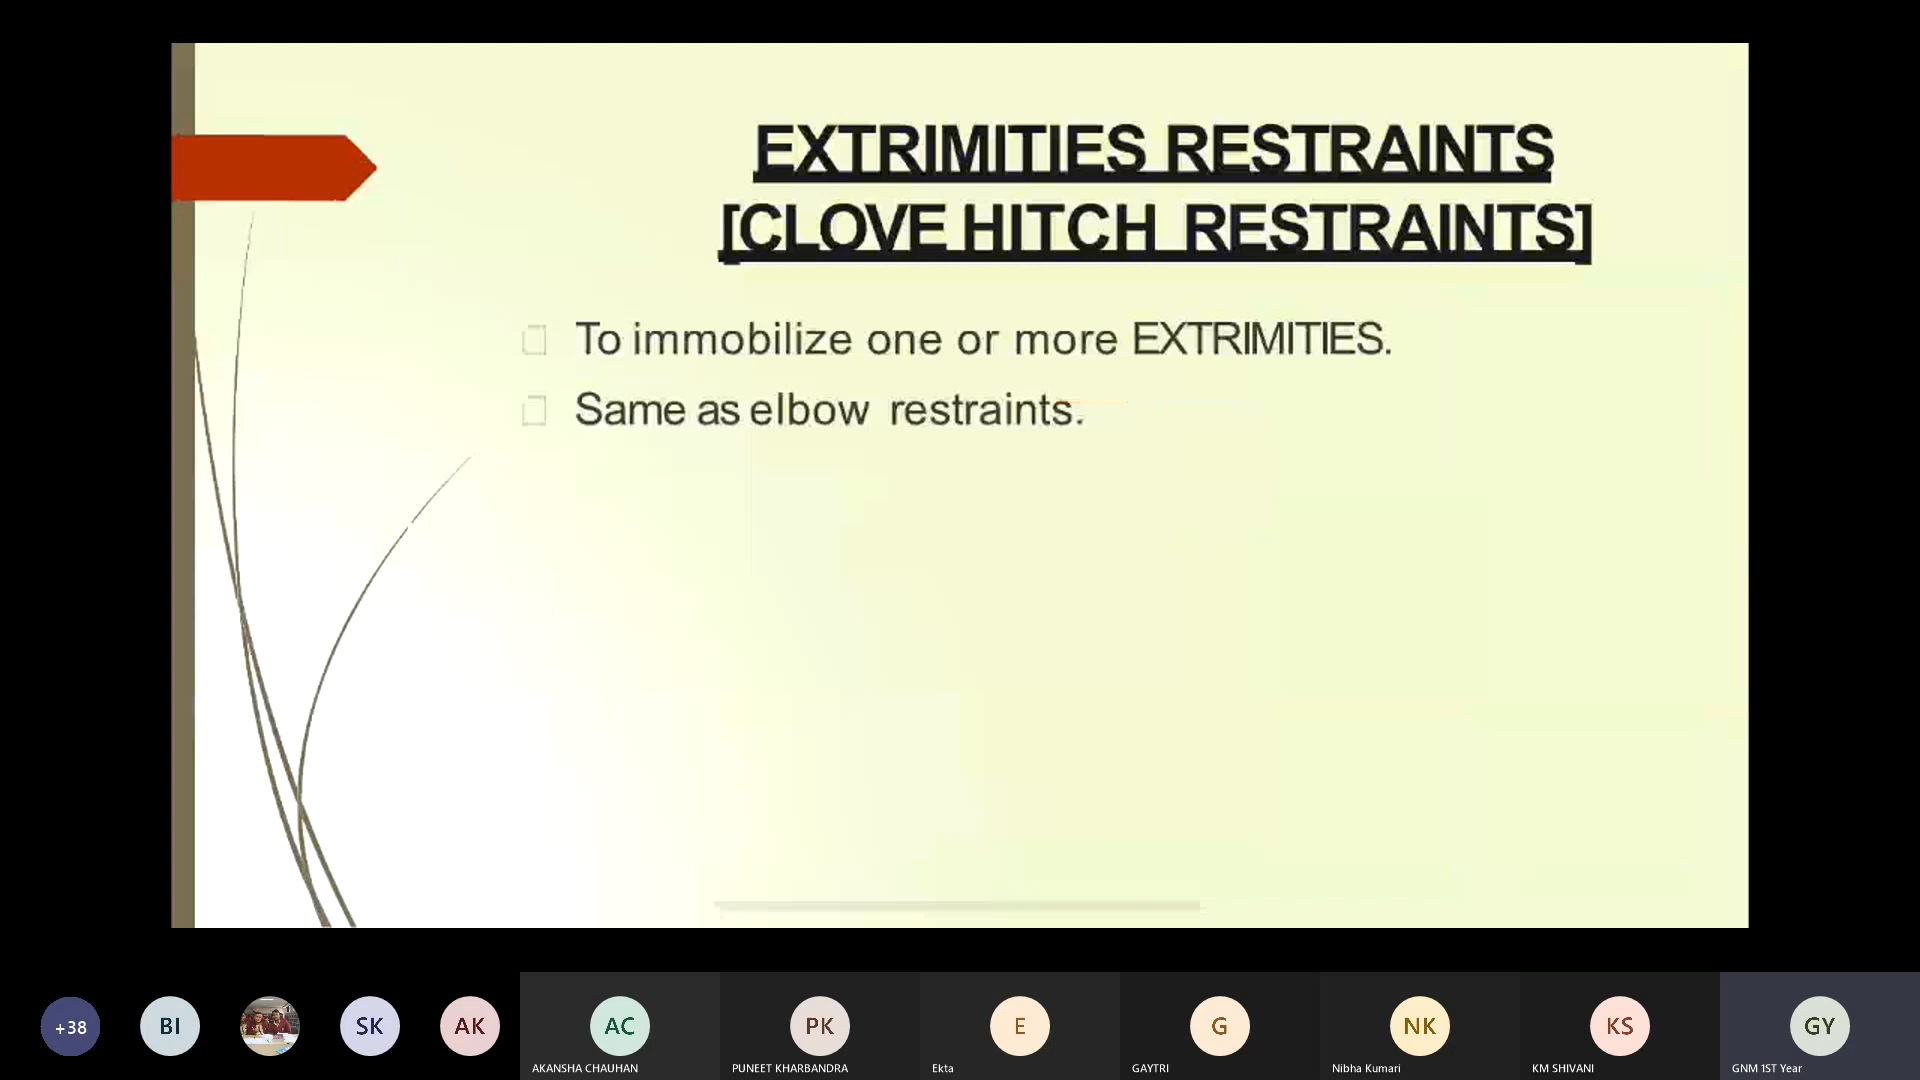 EXTRIMITIES RESTRAINTS
[CLOVE HITCH RESTRAINTS]
To immobilize one or more EXTRIMITIES.
Same as elbow restraints.
+38
BI
SK
AK
AC
PK
E
G
NK
KS
GY
AKANSHA CHAUHAN
PUNEET KHARBANDRA
Ekta
GAYTRI
Nibha Kumari
KM SHIVANI
GNM 1ST Year